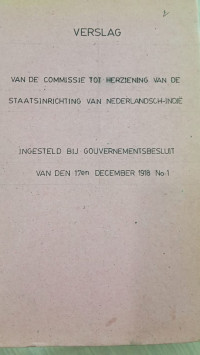 VERSLAG
VAN DE COMMISSIE TOT HERZIENING VAN DE
STAATSINRICHTING VAN NEDERLANDSCH-INDIË
INGESTELD BIJ GOUVERNEMENTSBESLUIT
VAN DEN 17en DECEMBER 1918 No 1